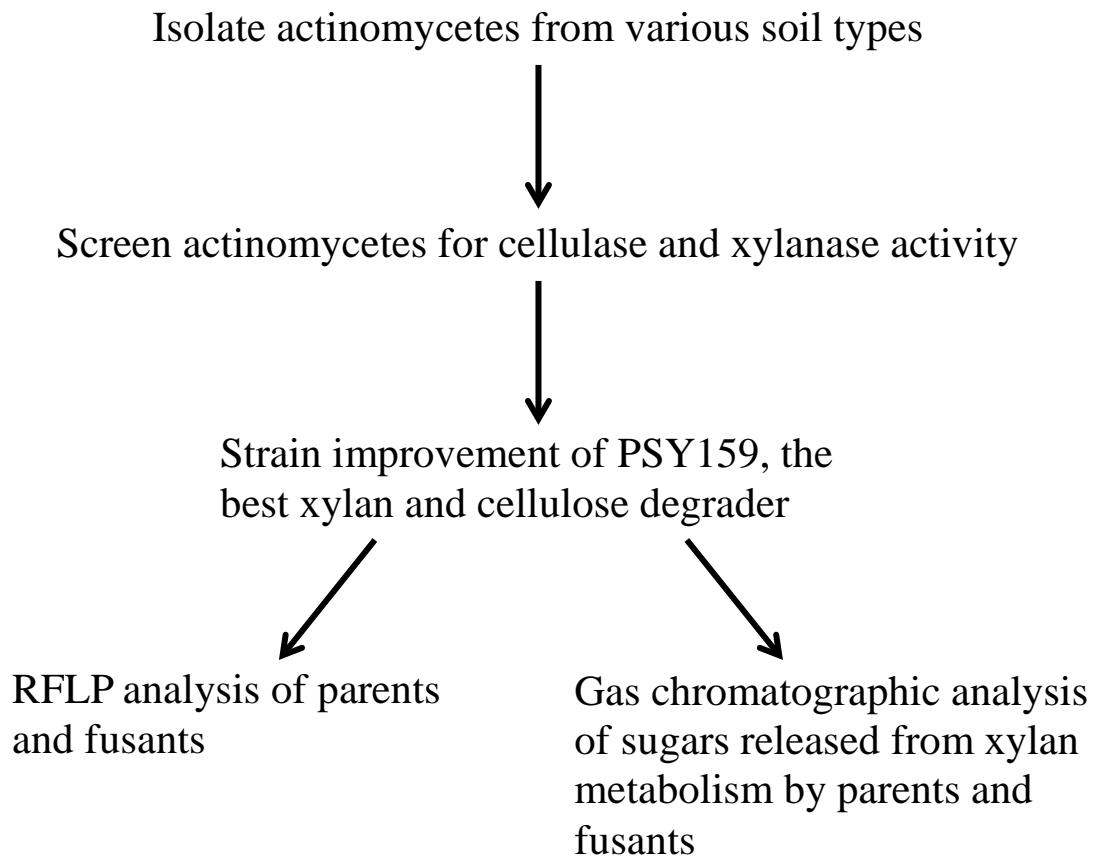 Isolate actinomycetes from various soil types
Screen actinomycetes for cellulase and xylanase activity
Strain improvement of PSY159, the
best xylan and cellulose degrader
RFLP analysis of parents
and fusants
Gas chromatographic analysis
of sugars released from xylan
metabolism by parents and
fusants